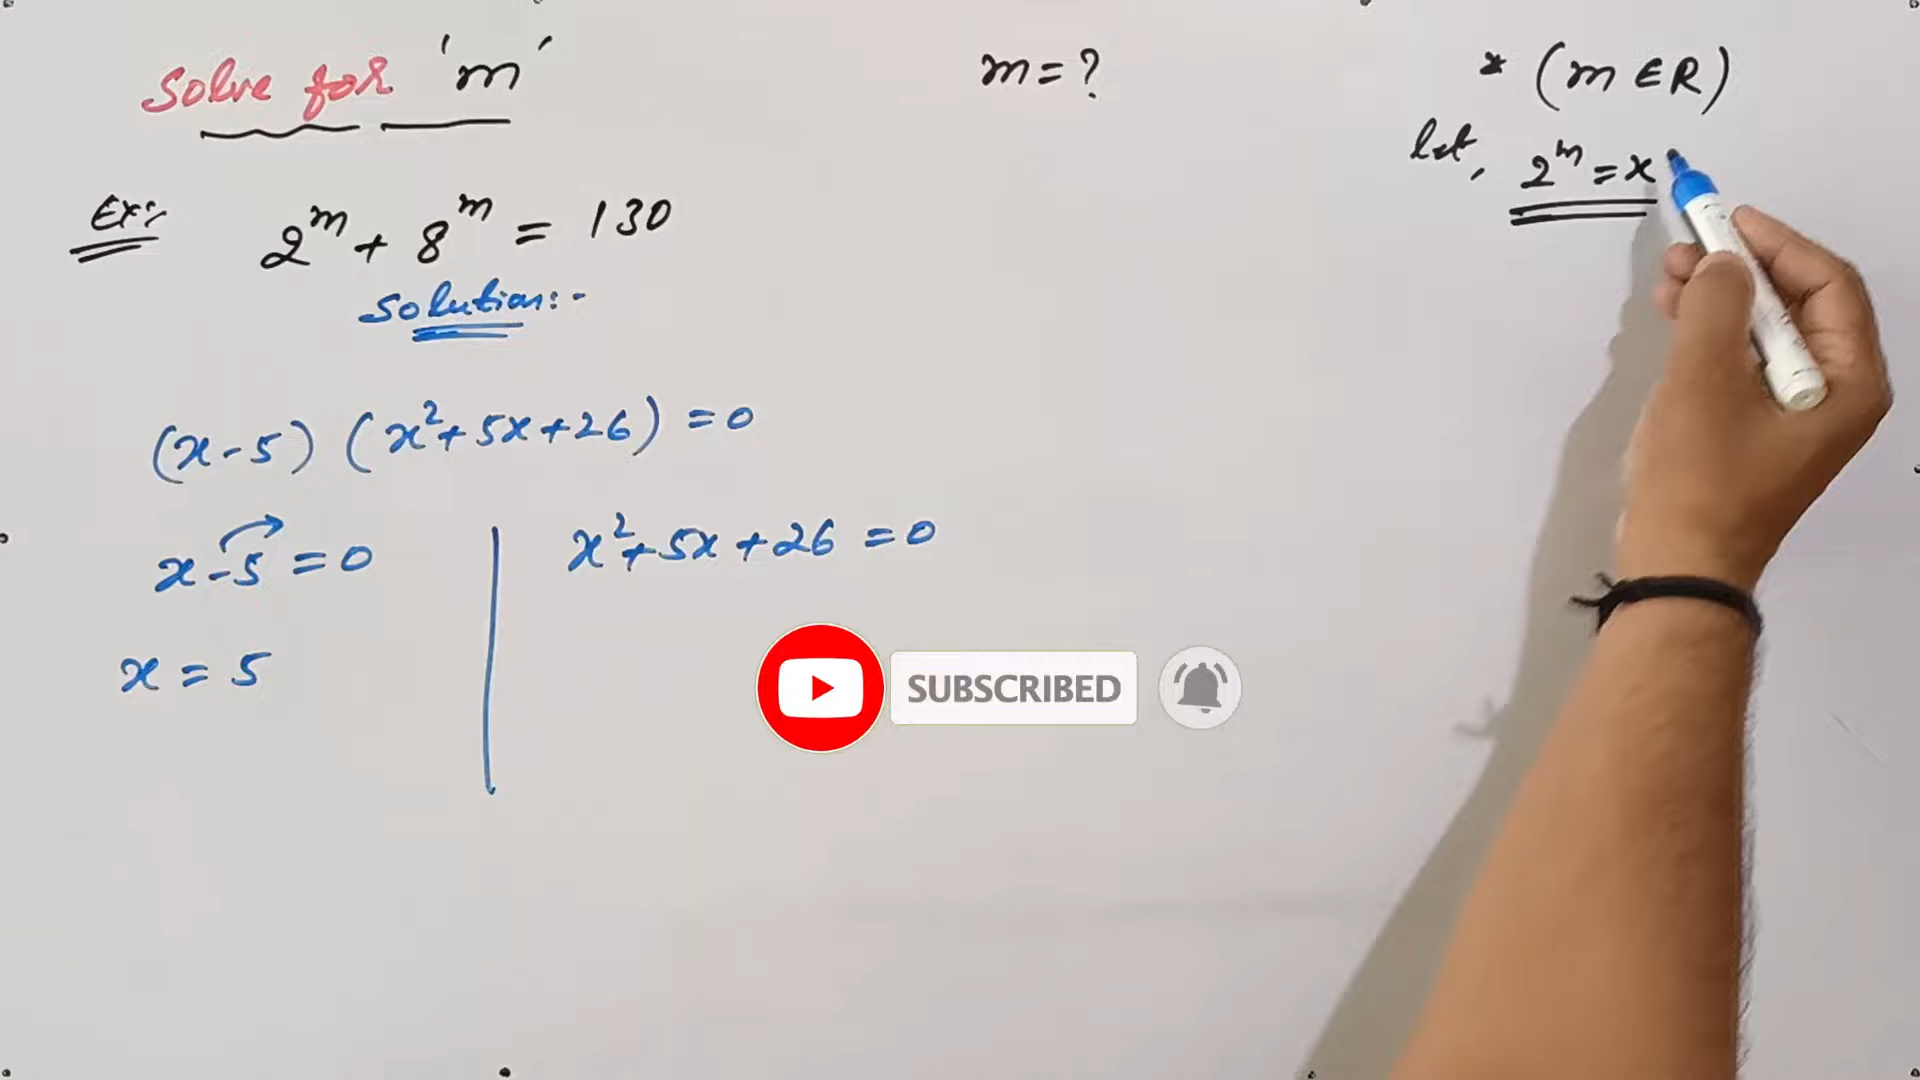 Solve for 'm'
m = ?
* (m ∈ R)
let, 2^m = x
Ex:
2^m + 8^m = 130
Solution:-
(x - 5) (x² + 5x + 26) = 0
x - 5 = 0
x² + 5x + 26 = 0
x = 5
SUBSCRIBED